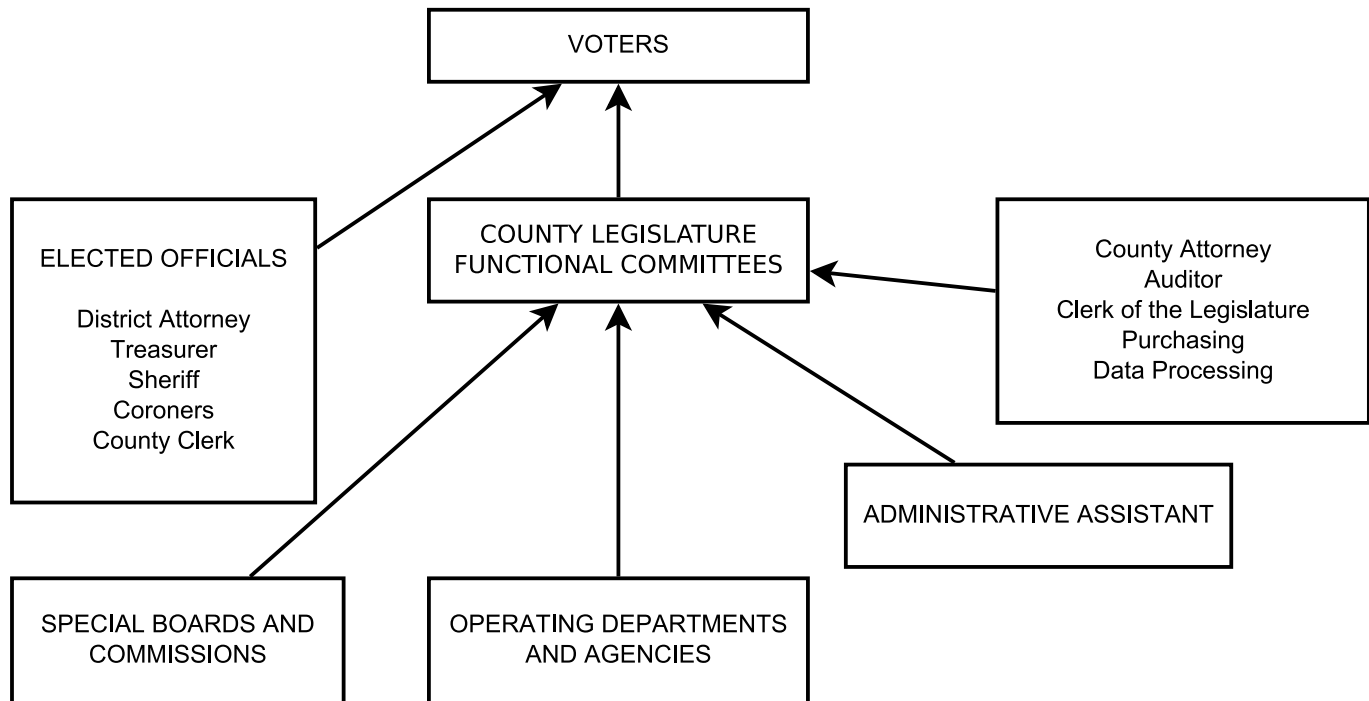 VOTERS
ELECTED OFFICIALS
District Attorney
Treasurer
Sheriff
Coroners
County Clerk
COUNTY LEGISLATURE
FUNCTIONAL COMMITTEES
County Attorney
Auditor
Clerk of the Legislature
Purchasing
Data Processing
ADMINISTRATIVE ASSISTANT
SPECIAL BOARDS AND
COMMISSIONS
OPERATING DEPARTMENTS
AND AGENCIES